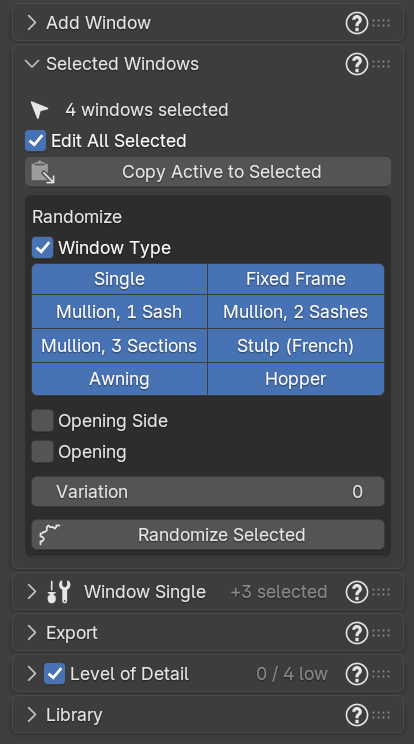 Add Window
Selected Windows
4 windows selected
Edit All Selected
Copy Active to Selected
Randomize
Window Type
Single Fixed Frame
Mullion, 1 Sash Mullion, 2 Sashes
Mullion, 3 Sections Stulp (French)
Awning Hopper
Opening Side
Opening
Variation 0
Randomize Selected
Window Single +3 selected
Export
Level of Detail 0 / 4 low
Library